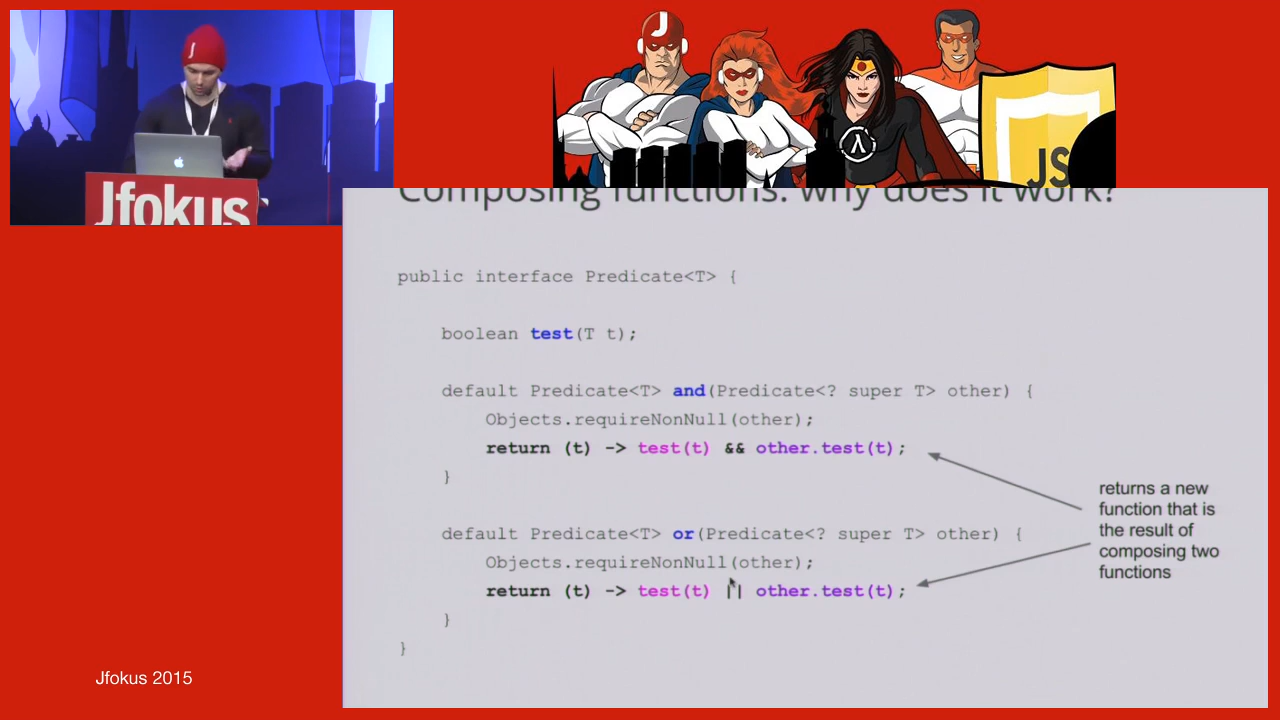 J
Jfokus
J
JS
Composing functions: why does it work?
public interface Predicate<T> {
boolean test(T t);
default Predicate<T> and(Predicate<? super T> other) {
Objects.requireNonNull(other);
return (t) -> test(t) && other.test(t);
}
default Predicate<T> or(Predicate<? super T> other) {
Objects.requireNonNull(other);
return (t) -> test(t) || other.test(t);
}
}
returns a new
function that is
the result of
composing two
functions
Jfokus 2015